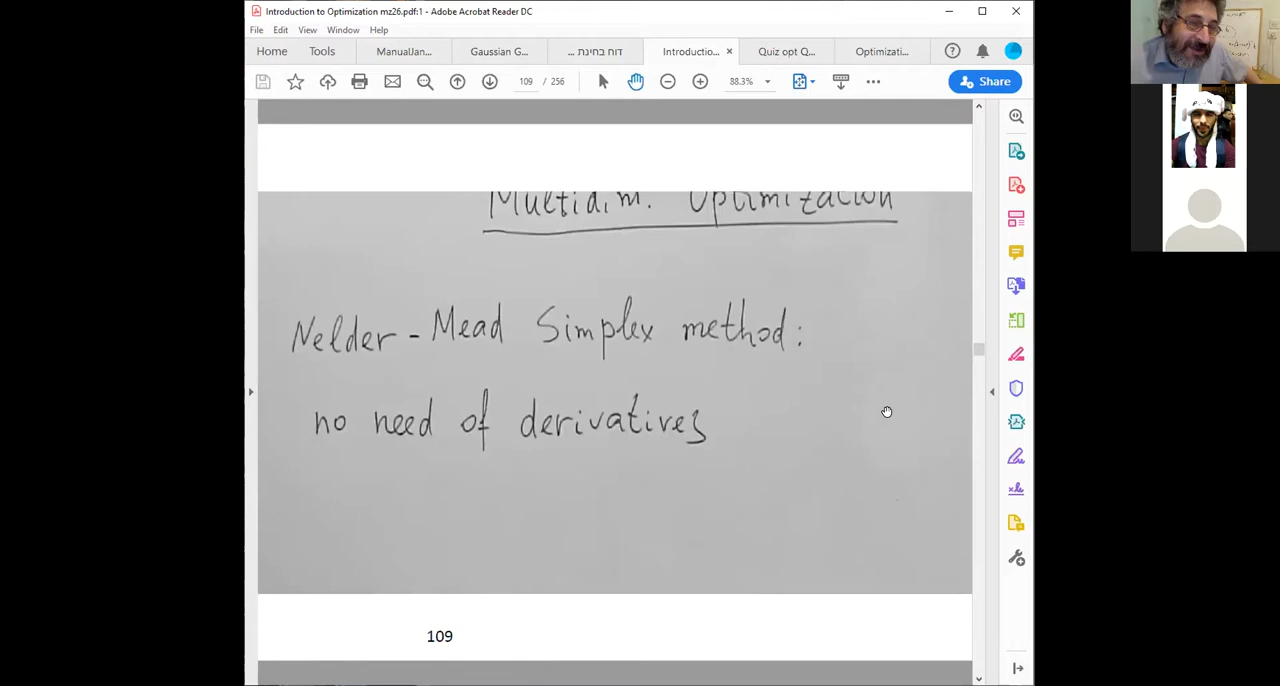 Introduction to Optimization mz26.pdf:1 - Adobe Acrobat Reader DC
File Edit View Window Help
Home Tools ManualJan... Gaussian G... דוח בחינת ... Introductio... × Quiz opt Q... Optimizati...
109 / 256 88.3% Share
Multidim. Optimization
Nelder - Mead Simplex method:
no need of derivatives
109